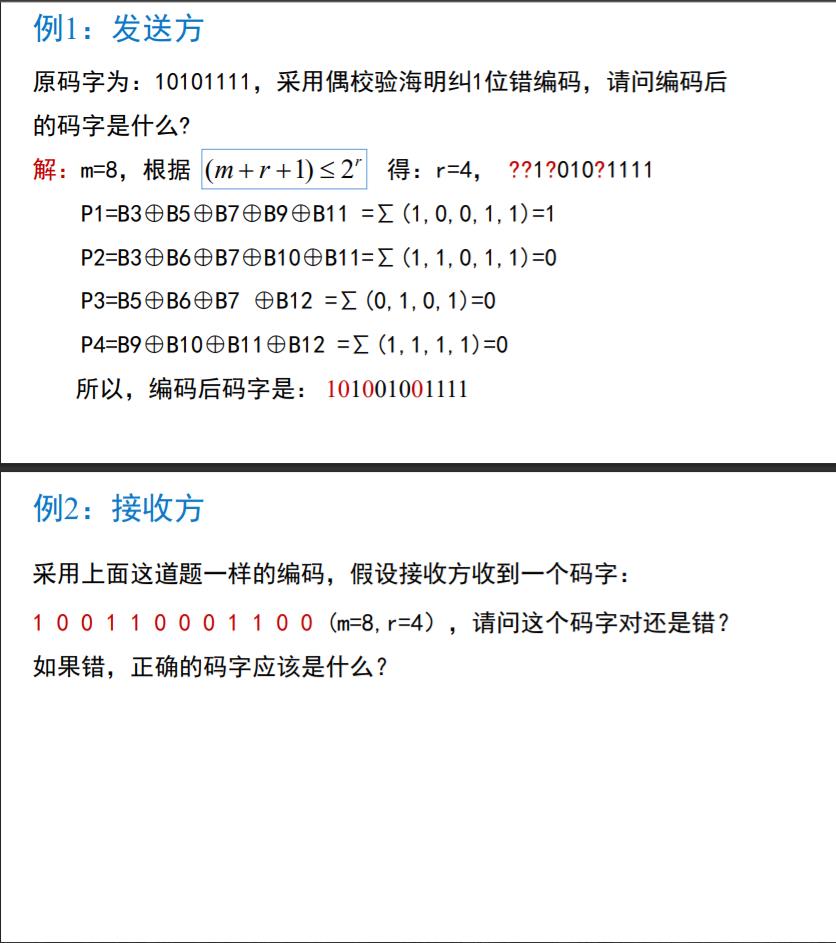 例1：发送方
原码字为：10101111，采用偶校验海明纠1位错编码，请问编码后
的码字是什么？
解：m=8，根据 (m+r+1)≤2^r 得：r=4， ??1?010?1111
P1=B3⊕B5⊕B7⊕B9⊕B11 =∑(1,0,0,1,1)=1
P2=B3⊕B6⊕B7⊕B10⊕B11=∑(1,1,0,1,1)=0
P3=B5⊕B6⊕B7 ⊕B12 =∑(0,1,0,1)=0
P4=B9⊕B10⊕B11⊕B12 =∑(1,1,1,1)=0
所以，编码后码字是： 101001001111
例2：接收方
采用上面这道题一样的编码，假设接收方收到一个码字：
1 0 0 1 1 0 0 0 1 1 0 0（m=8,r=4），请问这个码字对还是错？
如果错，正确的码字应该是什么？